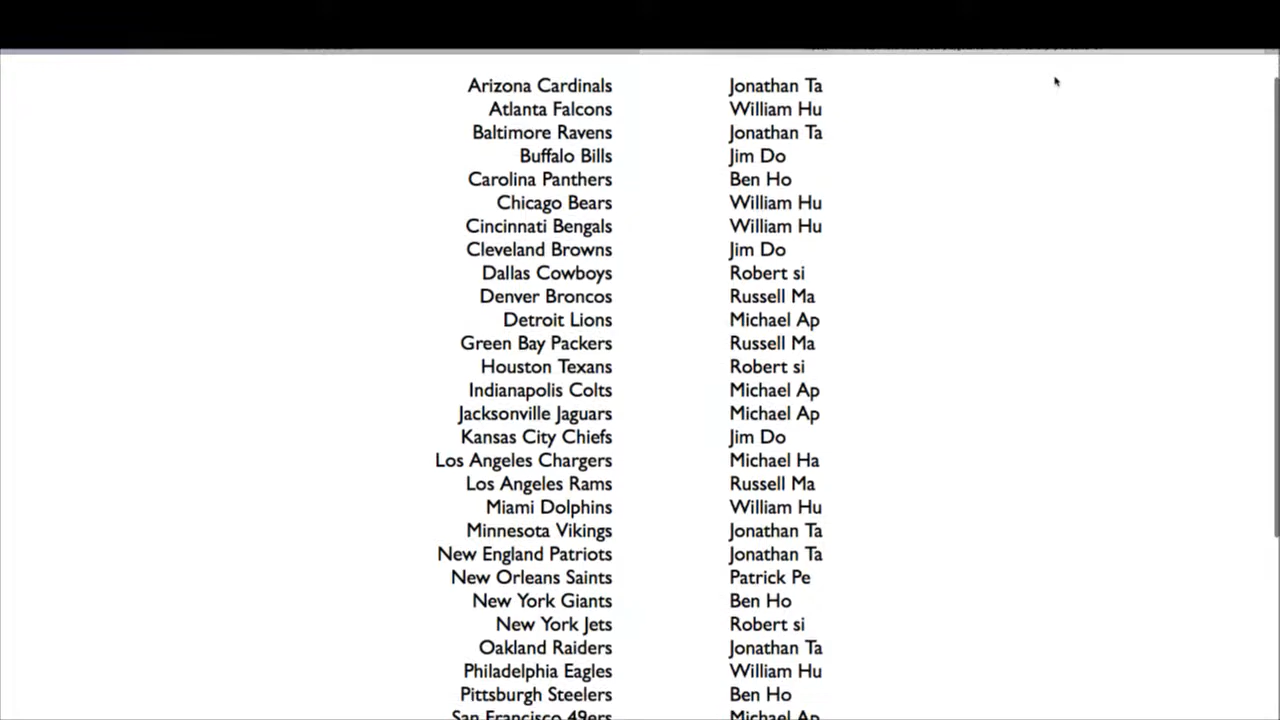 Arizona Cardinals Jonathan Ta
Atlanta Falcons William Hu
Baltimore Ravens Jonathan Ta
Buffalo Bills Jim Do
Carolina Panthers Ben Ho
Chicago Bears William Hu
Cincinnati Bengals William Hu
Cleveland Browns Jim Do
Dallas Cowboys Robert si
Denver Broncos Russell Ma
Detroit Lions Michael Ap
Green Bay Packers Russell Ma
Houston Texans Robert si
Indianapolis Colts Michael Ap
Jacksonville Jaguars Michael Ap
Kansas City Chiefs Jim Do
Los Angeles Chargers Michael Ha
Los Angeles Rams Russell Ma
Miami Dolphins William Hu
Minnesota Vikings Jonathan Ta
New England Patriots Jonathan Ta
New Orleans Saints Patrick Pe
New York Giants Ben Ho
New York Jets Robert si
Oakland Raiders Jonathan Ta
Philadelphia Eagles William Hu
Pittsburgh Steelers Ben Ho
San Francisco 49ers Michael Ap